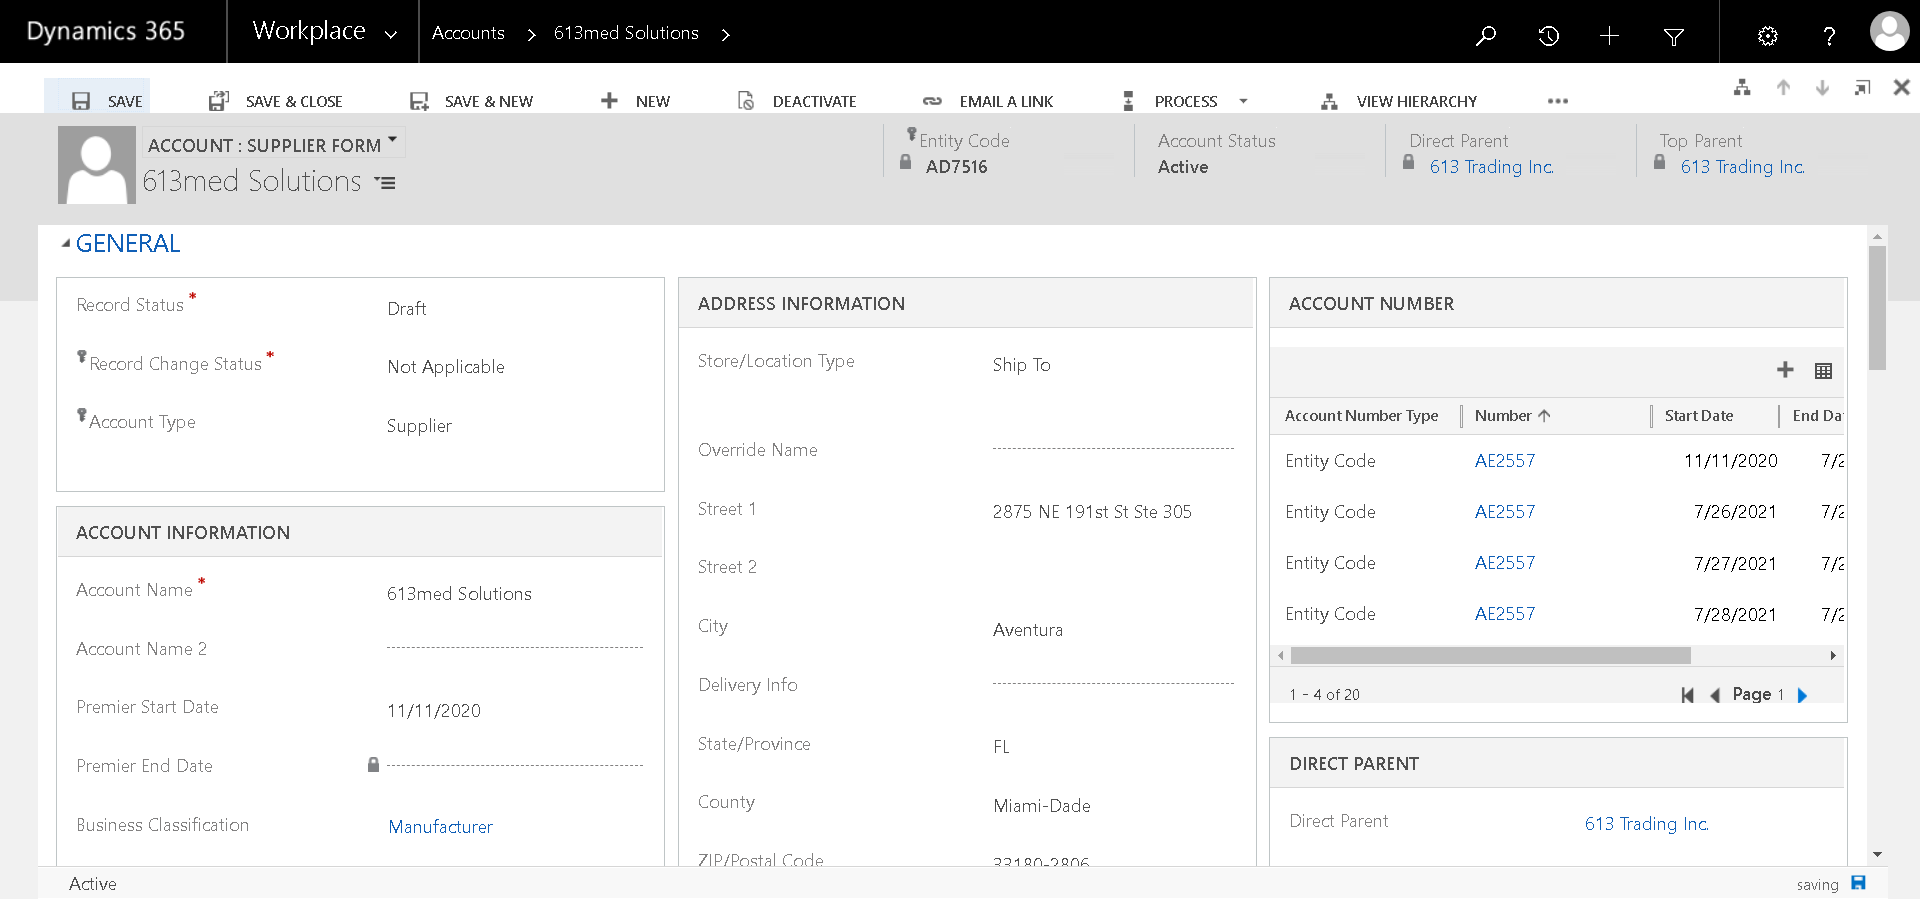 Dynamics 365
Workplace
Accounts
613med Solutions
SAVE
SAVE & CLOSE
SAVE & NEW
NEW
DEACTIVATE
EMAIL A LINK
PROCESS
VIEW HIERARCHY
ACCOUNT : SUPPLIER FORM
613med Solutions
Entity Code
AD7516
Account Status
Active
Direct Parent
613 Trading Inc.
Top Parent
613 Trading Inc.
GENERAL
Record Status *
Draft
Record Change Status *
Not Applicable
Account Type
Supplier
ACCOUNT INFORMATION
Account Name *
613med Solutions
Account Name 2
Premier Start Date
11/11/2020
Premier End Date
Business Classification
Manufacturer
ADDRESS INFORMATION
Store/Location Type
Ship To
Override Name
Street 1
2875 NE 191st St Ste 305
Street 2
City
Aventura
Delivery Info
State/Province
FL
County
Miami-Dade
ZIP/Postal Code
33180-2806
ACCOUNT NUMBER
Account Number Type Number Start Date End Da
Entity Code AE2557 11/11/2020 7/2
Entity Code AE2557 7/26/2021 7/2
Entity Code AE2557 7/27/2021 7/2
Entity Code AE2557 7/28/2021 7/2
1 - 4 of 20
Page 1
DIRECT PARENT
Direct Parent
613 Trading Inc.
Active
saving